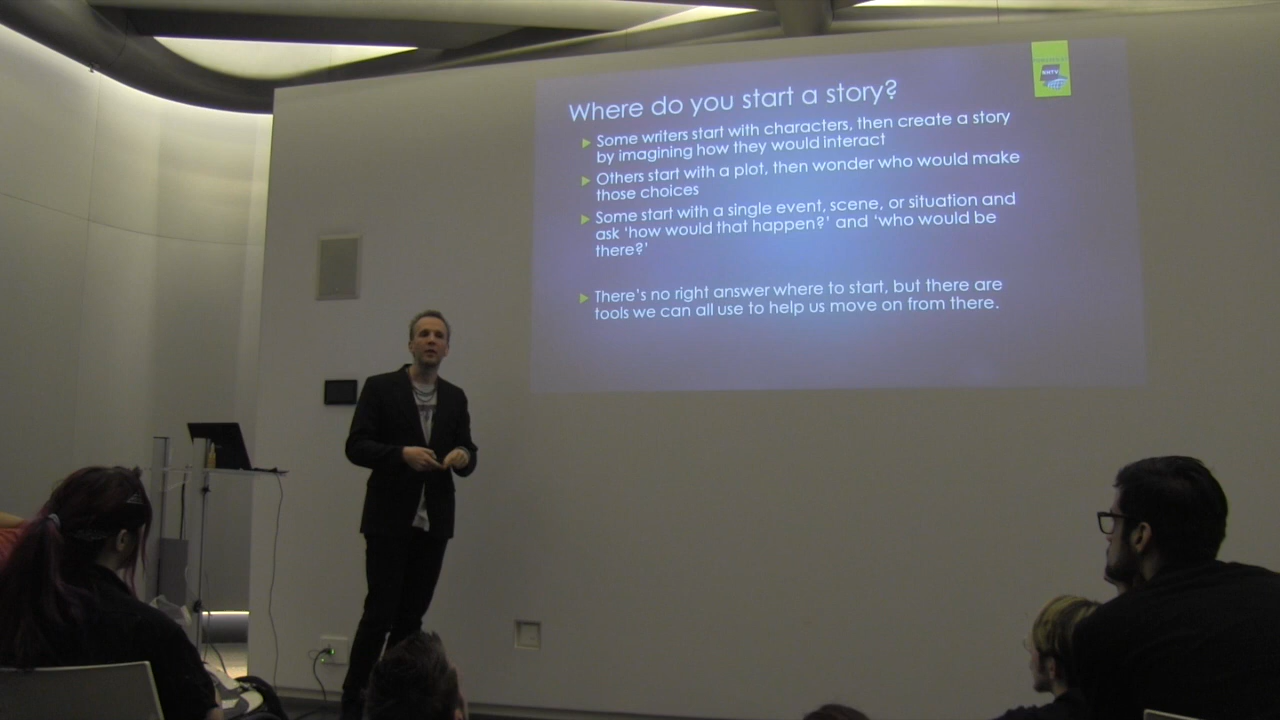 Where do you start a story?
Some writers start with characters, then create a story
by imagining how they would interact
Others start with a plot, then wonder who would make
those choices
Some start with a single event, scene, or situation and
ask ‘how would that happen?’ and ‘who would be
there?’
There’s no right answer where to start, but there are
tools we can all use to help us move on from there.
NHTV